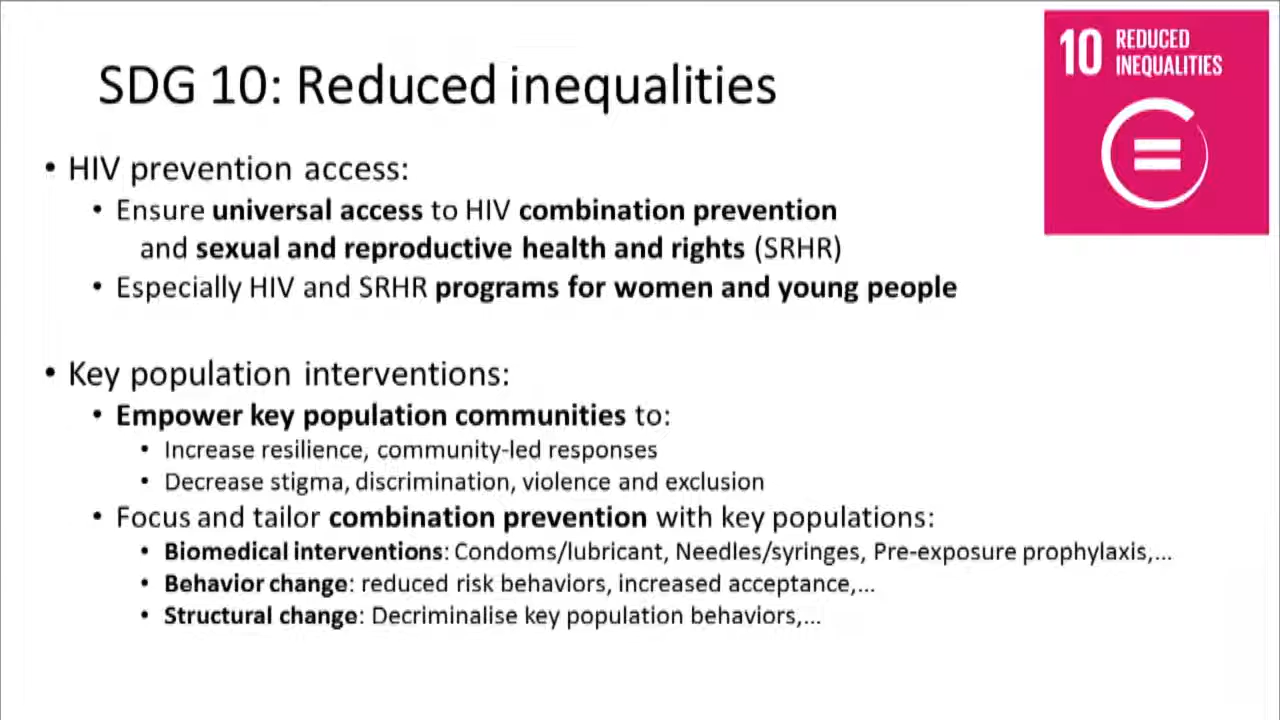 SDG 10: Reduced inequalities
10 REDUCED
INEQUALITIES
• HIV prevention access:
• Ensure universal access to HIV combination prevention
and sexual and reproductive health and rights (SRHR)
• Especially HIV and SRHR programs for women and young people
• Key population interventions:
• Empower key population communities to:
• Increase resilience, community-led responses
• Decrease stigma, discrimination, violence and exclusion
• Focus and tailor combination prevention with key populations:
• Biomedical interventions: Condoms/lubricant, Needles/syringes, Pre-exposure prophylaxis,...
• Behavior change: reduced risk behaviors, increased acceptance,...
• Structural change: Decriminalise key population behaviors,...